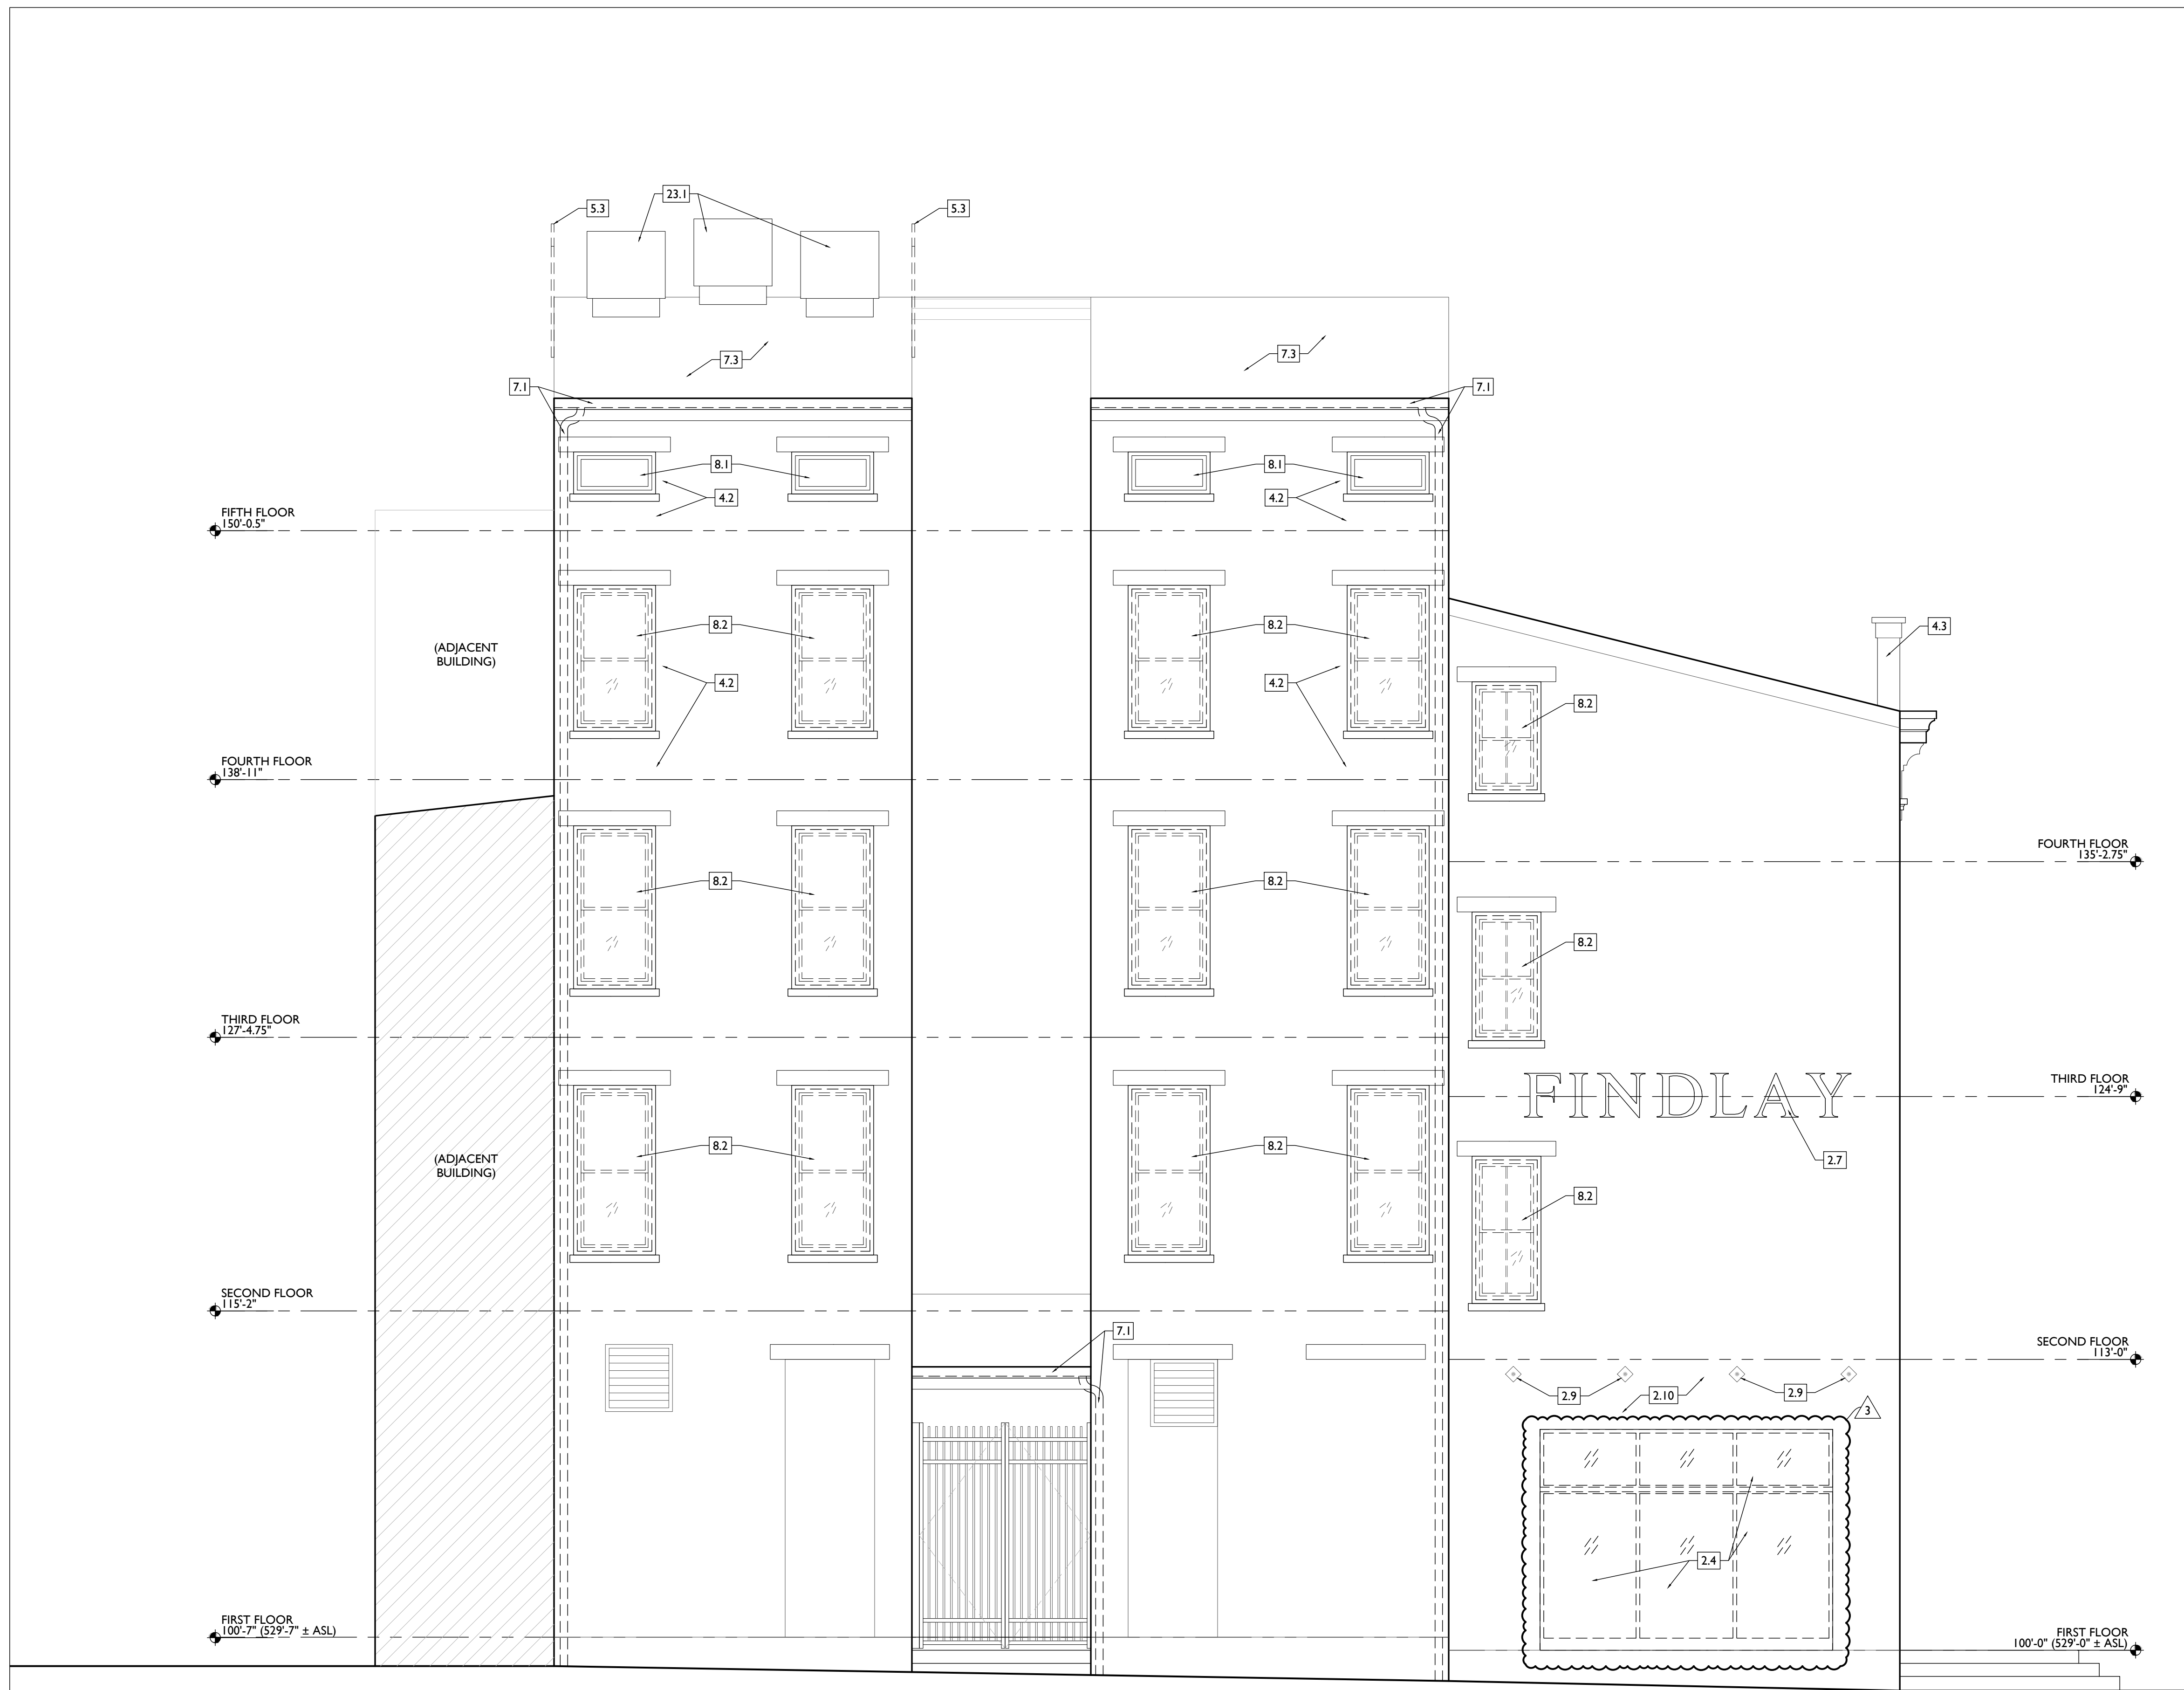 23.1
5.3
5.3
7.3
7.3
7.1
7.1
8.1
8.1
4.2
4.2
FIFTH FLOOR
150'-0.5"
8.2
8.2
4.3
(ADJACENT
BUILDING)
4.2
4.2
8.2
FOURTH FLOOR
138'-11"
FOURTH FLOOR
135'-2.75"
8.2
8.2
8.2
THIRD FLOOR
127'-4.75"
FINDLAY
THIRD FLOOR
124'-9"
8.2
8.2
2.7
(ADJACENT
BUILDING)
8.2
SECOND FLOOR
115'-2"
7.1
SECOND FLOOR
113'-0"
2.9
2.10
2.9
3
2.4
FIRST FLOOR
100'-7" (529'-7" ± ASL)
FIRST FLOOR
100'-0" (529'-0" ± ASL)